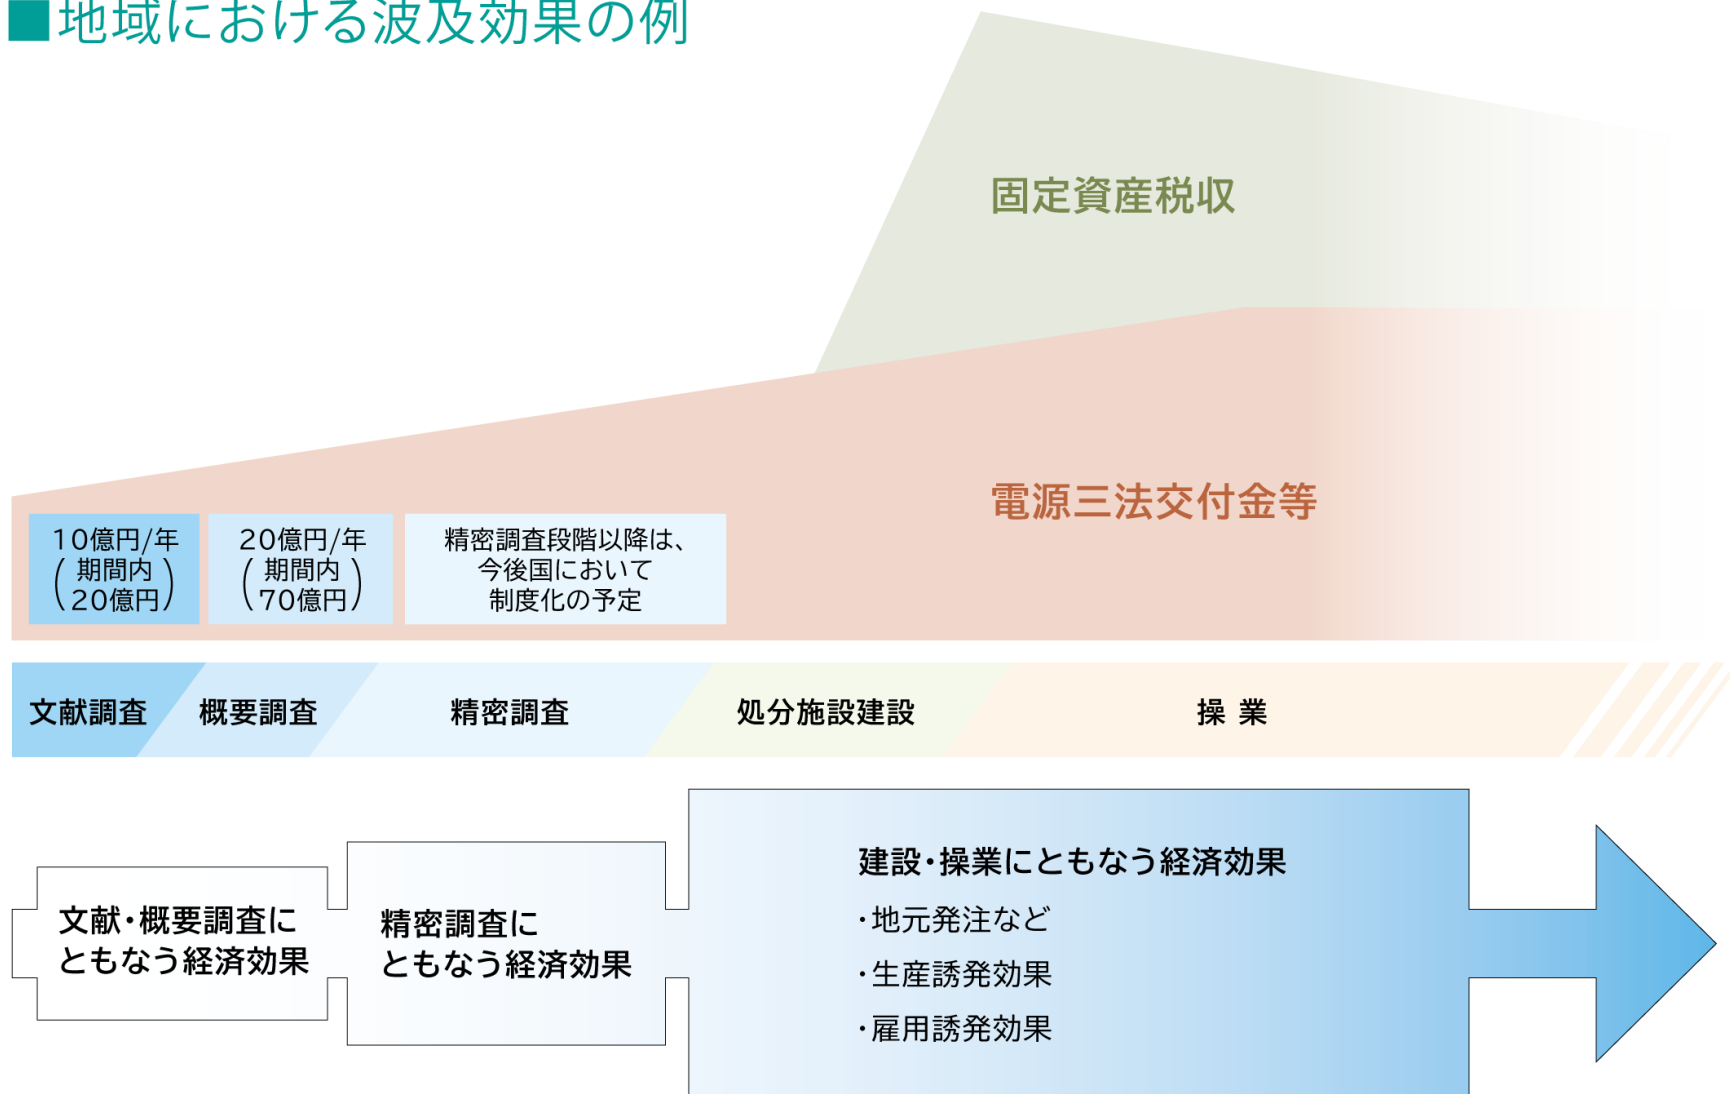 ■地域における波及効果の例
固定資産税収
電源三法交付金等
10億円/年
(期間内
20億円)
20億円/年
(期間内
70億円)
精密調査段階以降は、
今後国において
制度化の予定
文献調査
概要調査
精密調査
処分施設建設
操 業
文献・概要調査に
ともなう経済効果
精密調査に
ともなう経済効果
建設・操業にともなう経済効果
・地元発注など
・生産誘発効果
・雇用誘発効果